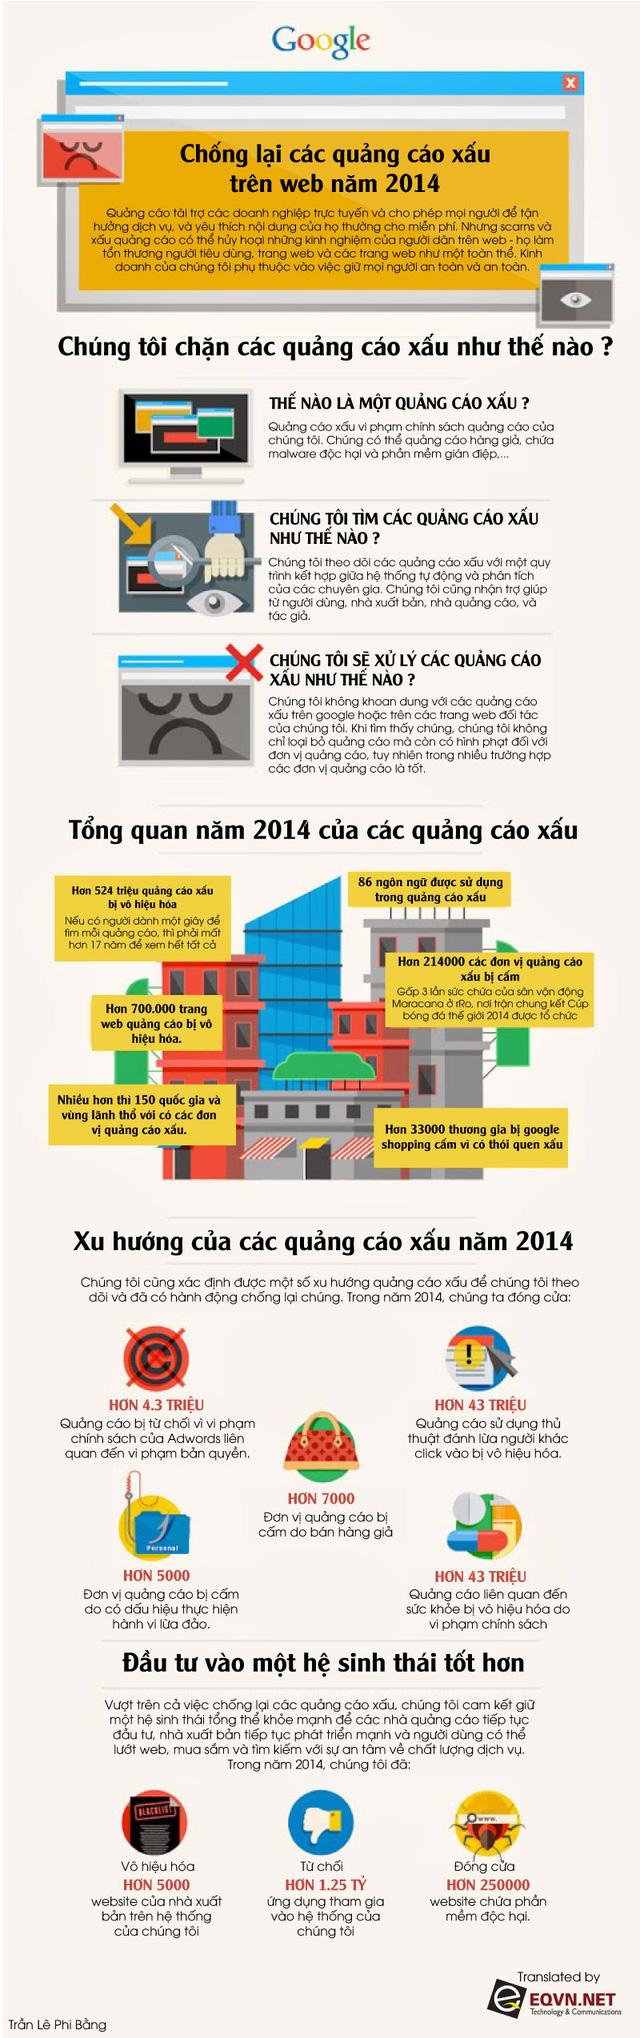 Google
Chống lại các quảng cáo xấu
trên web năm 2014
Quảng cáo tài trợ các doanh nghiệp trực tuyến và cho phép mọi người để tận
hưởng dịch vụ, và yêu thích nội dung của họ thường cho miễn phí. Nhưng scams và
xấu quảng cáo có thể hủy hoại những kinh nghiệm của người dân trên web - họ làm
tổn thương người tiêu dùng, trang web và các trang web như một toàn thể. Kinh
doanh của chúng tôi phụ thuộc vào việc giữ mọi người an toàn và an toàn.
Chúng tôi chặn các quảng cáo xấu như thế nào ?
THẾ NÀO LÀ MỘT QUẢNG CÁO XẤU ?
Quảng cáo xấu vi phạm chính sách quảng cáo của
chúng tôi. Chúng có thể quảng cáo hàng giả, chứa
malware độc hại và phần mềm gián điệp,...
CHÚNG TÔI TÌM CÁC QUẢNG CÁO XẤU
NHƯ THẾ NÀO ?
Chúng tôi theo dõi các quảng cáo xấu với một quy
trình kết hợp giữa hệ thống tự động và phân tích
của các chuyên gia. Chúng tôi cũng nhận trợ giúp
từ người dùng, nhà xuất bản, nhà quảng cáo, và
tác giả.
CHÚNG TÔI SẼ XỬ LÝ CÁC QUẢNG CÁO
XẤU NHƯ THẾ NÀO ?
Chúng tôi không khoan dung với các quảng cáo
xấu trên google hoặc trên các trang web đối tác
của chúng tôi. Khi tìm thấy chúng, chúng tôi không
chỉ loại bỏ quảng cáo mà còn có hình phạt đối với
đơn vị quảng cáo, tuy nhiên trong nhiều trường hợp
các đơn vị quảng cáo là tốt.
Tổng quan năm 2014 của các quảng cáo xấu
Hơn 524 triệu quảng cáo xấu
bị vô hiệu hóa
Nếu có người dành một giây để
tìm mỗi quảng cáo, thì phải mất
hơn 17 năm để xem hết tất cả
86 ngôn ngữ được sử dụng
trong quảng cáo xấu
Hơn 214000 các đơn vị quảng cáo
xấu bị cấm
Gấp 3 lần sức chứa của sân vận động
Maracana ở rRo, nơi trận chung kết Cúp
bóng đá thế giới 2014 được tổ chức
Hơn 700.000 trang
web quảng cáo bị vô
hiệu hóa.
Nhiều hơn thì 150 quốc gia và
vùng lãnh thổ với có các đơn
vị quảng cáo xấu.
Hơn 33000 thương gia bị google
shopping cấm vì có thói quen xấu
Xu hướng của các quảng cáo xấu năm 2014
Chúng tôi cũng xác định được một số xu hướng quảng cáo xấu để chúng tôi theo
dõi và đã có hành động chống lại chúng. Trong năm 2014, chúng ta đóng cửa:
HƠN 4.3 TRIỆU
Quảng cáo bị từ chối vì vi phạm
chính sách của Adwords liên
quan đến vi phạm bản quyền.
HƠN 43 TRIỆU
Quảng cáo sử dụng thủ
thuật đánh lừa người khác
click vào bị vô hiệu hóa.
HƠN 7000
Đơn vị quảng cáo bị
cấm do bán hàng giả
Personal
HƠN 5000
Đơn vị quảng cáo bị cấm
do có dấu hiệu thực hiện
hành vi lừa đảo.
HƠN 43 TRIỆU
Quảng cáo liên quan đến
sức khỏe bị vô hiệu hóa do
vi phạm chính sách
Đầu tư vào một hệ sinh thái tốt hơn
Vượt trên cả việc chống lại các quảng cáo xấu, chúng tôi cam kết giữ
một hệ sinh thái tổng thể khỏe mạnh để các nhà quảng cáo tiếp tục
đầu tư, nhà xuất bản tiếp tục phát triển mạnh và người dùng có thể
lướt web, mua sắm và tìm kiếm với sự an tâm về chất lượng dịch vụ.
Trong năm 2014, chúng tôi đã:
BLACKLIST
Vô hiệu hóa
HƠN 5000
website của nhà xuất
bản trên hệ thống
của chúng tôi
Từ chối
HƠN 1.25 TỶ
ứng dụng tham gia
vào hệ thống của
chúng tôi
www.
Đóng cửa
HƠN 250000
website chứa phần
mềm độc hại.
Translated by
EQVN.NET
Technology & Communications
Trần Lê Phi Bằng